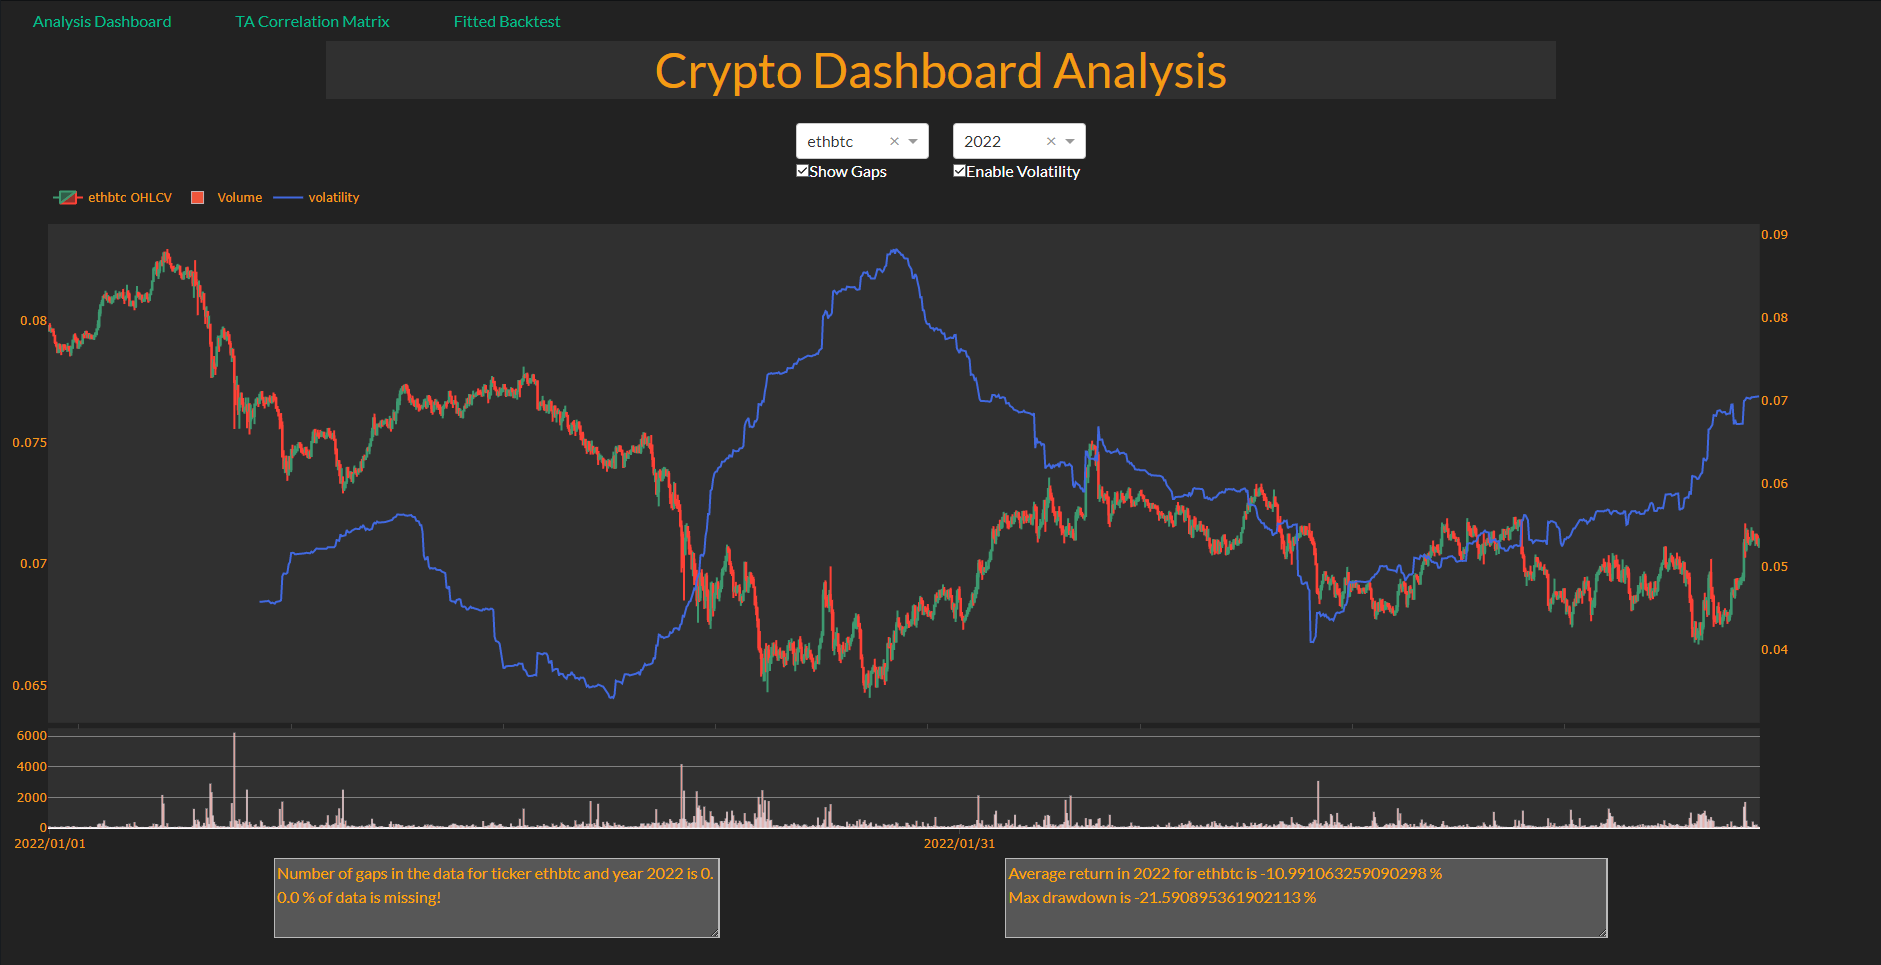 Analysis Dashboard TA Correlation Matrix Fitted Backtest
Crypto Dashboard Analysis
ethbtc × 2022 ×
Show Gaps Enable Volatility
ethbtc OHLCV Volume volatility
0.09
0.08
0.08
0.075
0.07
0.06
0.07
0.05
0.04
0.065
6000
4000
2000
0
2022/01/01 2022/01/31
Number of gaps in the data for ticker ethbtc and year 2022 is 0.
0.0 % of data is missing!
Average return in 2022 for ethbtc is -10.991063259090298 %
Max drawdown is -21.590895361902113 %